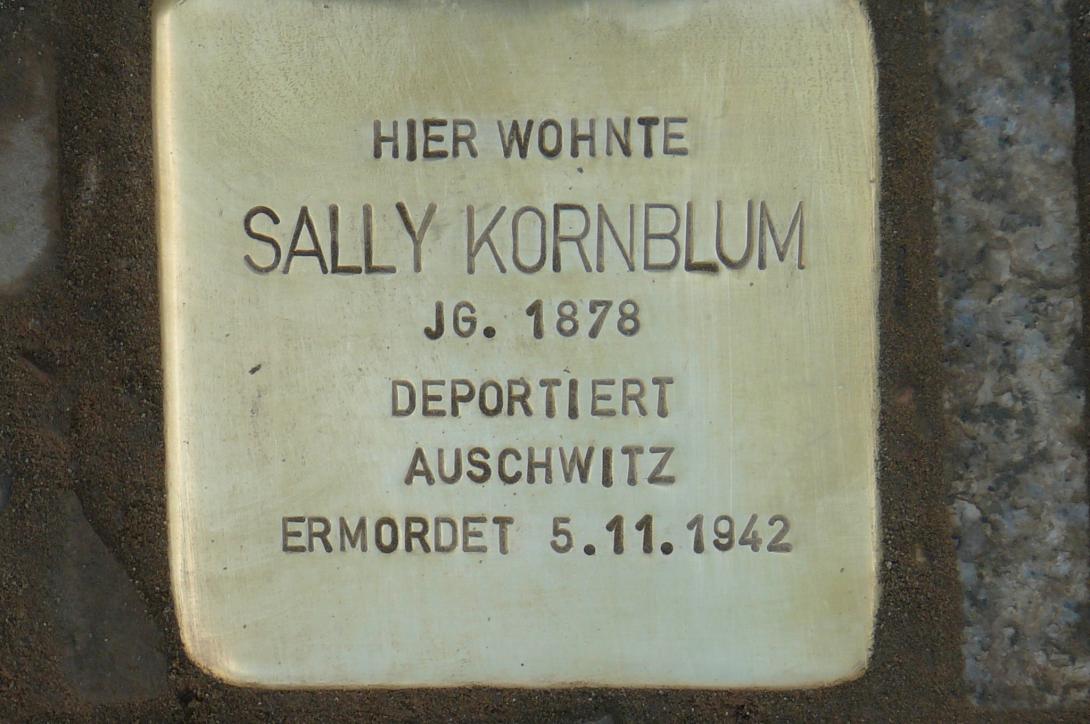 HIER WOHNTE
SALLY KORNBLUM
JG. 1878
DEPORTIERT
AUSCHWITZ
ERMORDET 5.11.1942